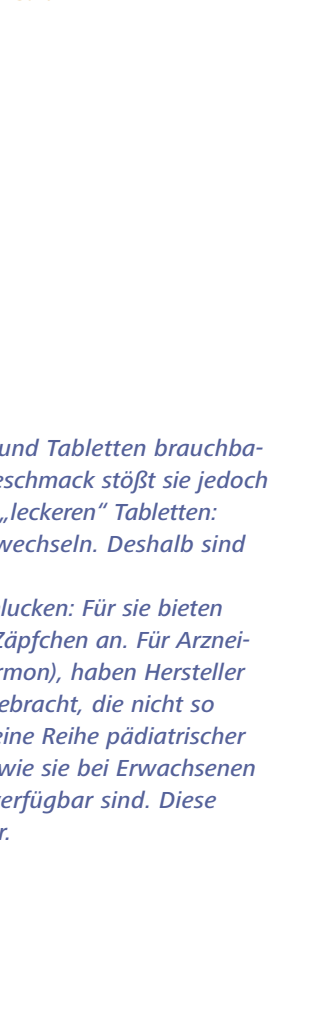 und Tabletten brauchba-
eschmack stößt sie jedoch
„leckeren“ Tabletten:
wechseln. Deshalb sind
lucken: Für sie bieten
Zäpfchen an. Für Arznei-
rmon), haben Hersteller
ebracht, die nicht so
eine Reihe pädiatrischer
wie sie bei Erwachsenen
erfügbar sind. Diese
r.